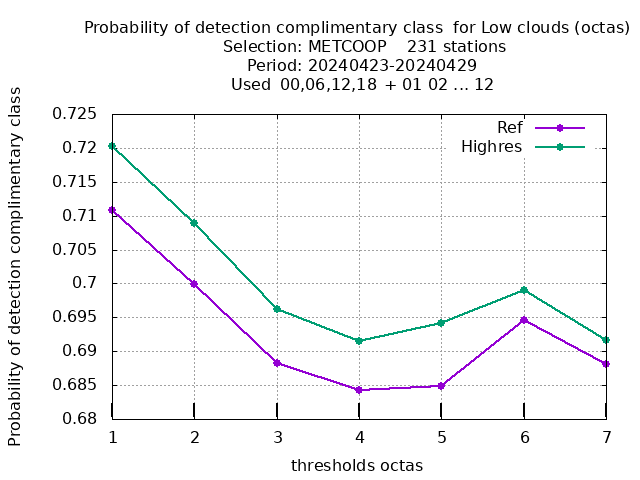 Probability of detection complimentary class  for Low clouds (octas)
Selection: METCOOP    231 stations
Period: 20240423-20240429
Used  00,06,12,18  + 01 02 ... 12
Probability of detection complimentary class
0.725
0.72
0.715
0.71
0.705
0.7
0.695
0.69
0.685
0.68
Ref
Highres
1 2 3 4 5 6 7
thresholds octas